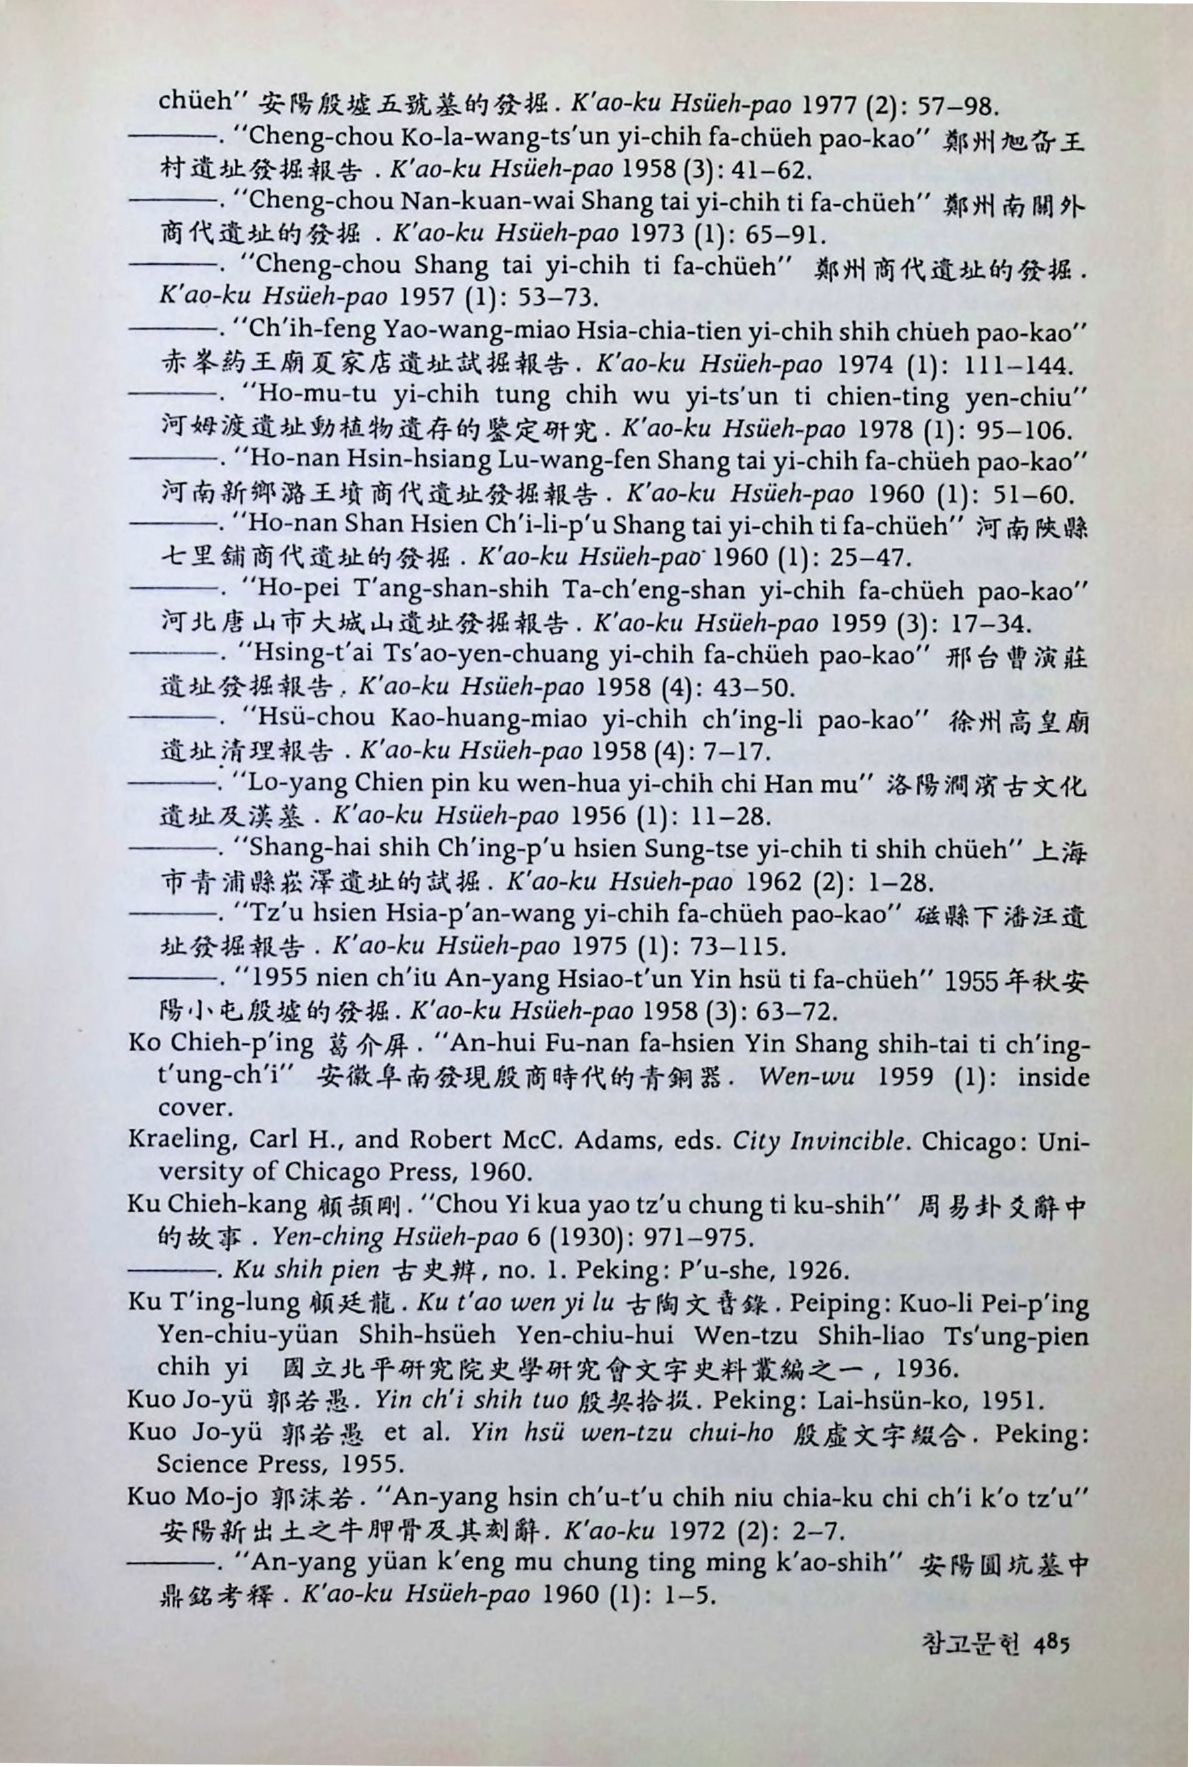 chüeh" 安陽殷墟五號墓的發掘. K'ao-ku Hsüeh-pao 1977 (2): 57–98.
———. "Cheng-chou Ko-la-wang-ts'un yi-chih fa-chüeh pao-kao" 鄭州旭旮王
村遺址發掘報告. K'ao-ku Hsüeh-pao 1958 (3): 41–62.
———. "Cheng-chou Nan-kuan-wai Shang tai yi-chih ti fa-chüeh" 鄭州南關外
商代遺址的發掘. K'ao-ku Hsüeh-pao 1973 (1): 65–91.
———. "Cheng-chou Shang tai yi-chih ti fa-chüeh" 鄭州商代遺址的發掘.
K'ao-ku Hsüeh-pao 1957 (1): 53–73.
———. "Ch'ih-feng Yao-wang-miao Hsia-chia-tien yi-chih shih chüeh pao-kao"
赤峯葯王廟夏家店遺址試掘報告. K'ao-ku Hsüeh-pao 1974 (1): 111–144.
———. "Ho-mu-tu yi-chih tung chih wu yi-ts'un ti chien-ting yen-chiu"
河姆渡遺址動植物遺存的鑒定研究. K'ao-ku Hsüeh-pao 1978 (1): 95–106.
———. "Ho-nan Hsin-hsiang Lu-wang-fen Shang tai yi-chih fa-chüeh pao-kao"
河南新鄉潞王墳商代遺址發掘報告. K'ao-ku Hsüeh-pao 1960 (1): 51–60.
———. "Ho-nan Shan Hsien Ch'i-li-p'u Shang tai yi-chih ti fa-chüeh" 河南陝縣
七里舖商代遺址的發掘. K'ao-ku Hsüeh-pao 1960 (1): 25–47.
———. "Ho-pei T'ang-shan-shih Ta-ch'eng-shan yi-chih fa-chüeh pao-kao"
河北唐山市大城山遺址發掘報告. K'ao-ku Hsüeh-pao 1959 (3): 17–34.
———. "Hsing-t'ai Ts'ao-yen-chuang yi-chih fa-chüeh pao-kao" 邢台曹演莊
遺址發掘報告. K'ao-ku Hsüeh-pao 1958 (4): 43–50.
———. "Hsü-chou Kao-huang-miao yi-chih ch'ing-li pao-kao" 徐州高皇廟
遺址清理報告. K'ao-ku Hsüeh-pao 1958 (4): 7–17.
———. "Lo-yang Chien pin ku wen-hua yi-chih chi Han mu" 洛陽澗濱古文化
遺址及漢墓. K'ao-ku Hsüeh-pao 1956 (1): 11–28.
———. "Shang-hai shih Ch'ing-p'u hsien Sung-tse yi-chih ti shih chüeh" 上海
市青浦縣崧澤遺址的試掘. K'ao-ku Hsüeh-pao 1962 (2): 1–28.
———. "Tz'u hsien Hsia-p'an-wang yi-chih fa-chüeh pao-kao" 磁縣下潘汪遺
址發掘報告. K'ao-ku Hsüeh-pao 1975 (1): 73–115.
———. "1955 nien ch'iu An-yang Hsiao-t'un Yin hsü ti fa-chüeh" 1955年秋安
陽小屯殷墟的發掘. K'ao-ku Hsüeh-pao 1958 (3): 63–72.
Ko Chieh-p'ing 葛介屏. "An-hui Fu-nan fa-hsien Yin Shang shih-tai ti ch'ing-
t'ung-ch'i" 安徽阜南發現殷商時代的青銅器. Wen-wu 1959 (1): inside
cover.
Kraeling, Carl H., and Robert McC. Adams, eds. City Invincible. Chicago: Uni-
versity of Chicago Press, 1960.
Ku Chieh-kang 顧頡剛. "Chou Yi kua yao tz'u chung ti ku-shih" 周易卦爻辭中
的故事. Yen-ching Hsüeh-pao 6 (1930): 971–975.
———. Ku shih pien 古史辨, no. 1. Peking: P'u-she, 1926.
Ku T'ing-lung 顧廷龍. Ku t'ao wen yi lu 古陶文舂錄. Peiping: Kuo-li Pei-p'ing
Yen-chiu-yüan Shih-hsüeh Yen-chiu-hui Wen-tzu Shih-liao Ts'ung-pien
chih yi 國立北平研究院史學研究會文字史料叢編之一, 1936.
Kuo Jo-yü 郭若愚. Yin ch'i shih tuo 殷契拾掇. Peking: Lai-hsün-ko, 1951.
Kuo Jo-yü 郭若愚 et al. Yin hsü wen-tzu chui-ho 殷虛文字綴合. Peking:
Science Press, 1955.
Kuo Mo-jo 郭沫若. "An-yang hsin ch'u-t'u chih niu chia-ku chi ch'i k'o tz'u"
安陽新出土之牛胛骨及其刻辭. K'ao-ku 1972 (2): 2–7.
———. "An-yang yüan k'eng mu chung ting ming k'ao-shih" 安陽圓坑墓中
鼎銘考釋. K'ao-ku Hsüeh-pao 1960 (1): 1–5.
참고문헌 485